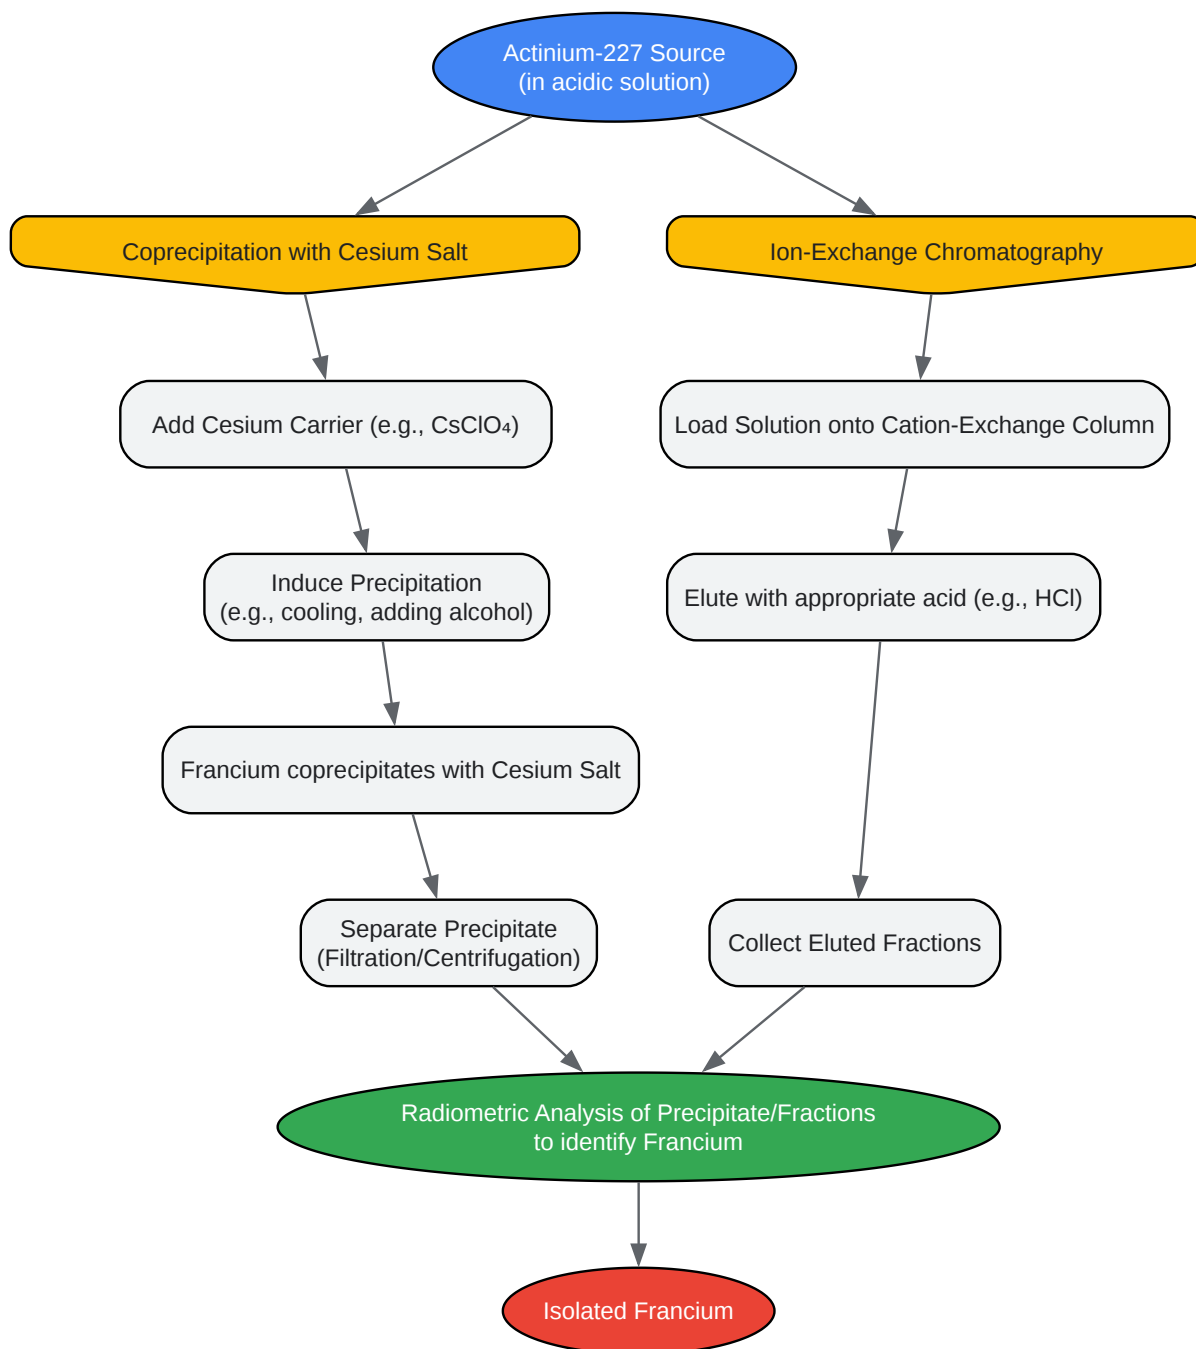 Actinium-227 Source
(in acidic solution)
Coprecipitation with Cesium Salt
Ion-Exchange Chromatography
Add Cesium Carrier (e.g., CsClO₄)
Load Solution onto Cation-Exchange Column
Induce Precipitation
(e.g., cooling, adding alcohol)
Elute with appropriate acid (e.g., HCl)
Francium coprecipitates with Cesium Salt
Separate Precipitate
(Filtration/Centrifugation)
Collect Eluted Fractions
Radiometric Analysis of Precipitate/Fractions
to identify Francium
Isolated Francium